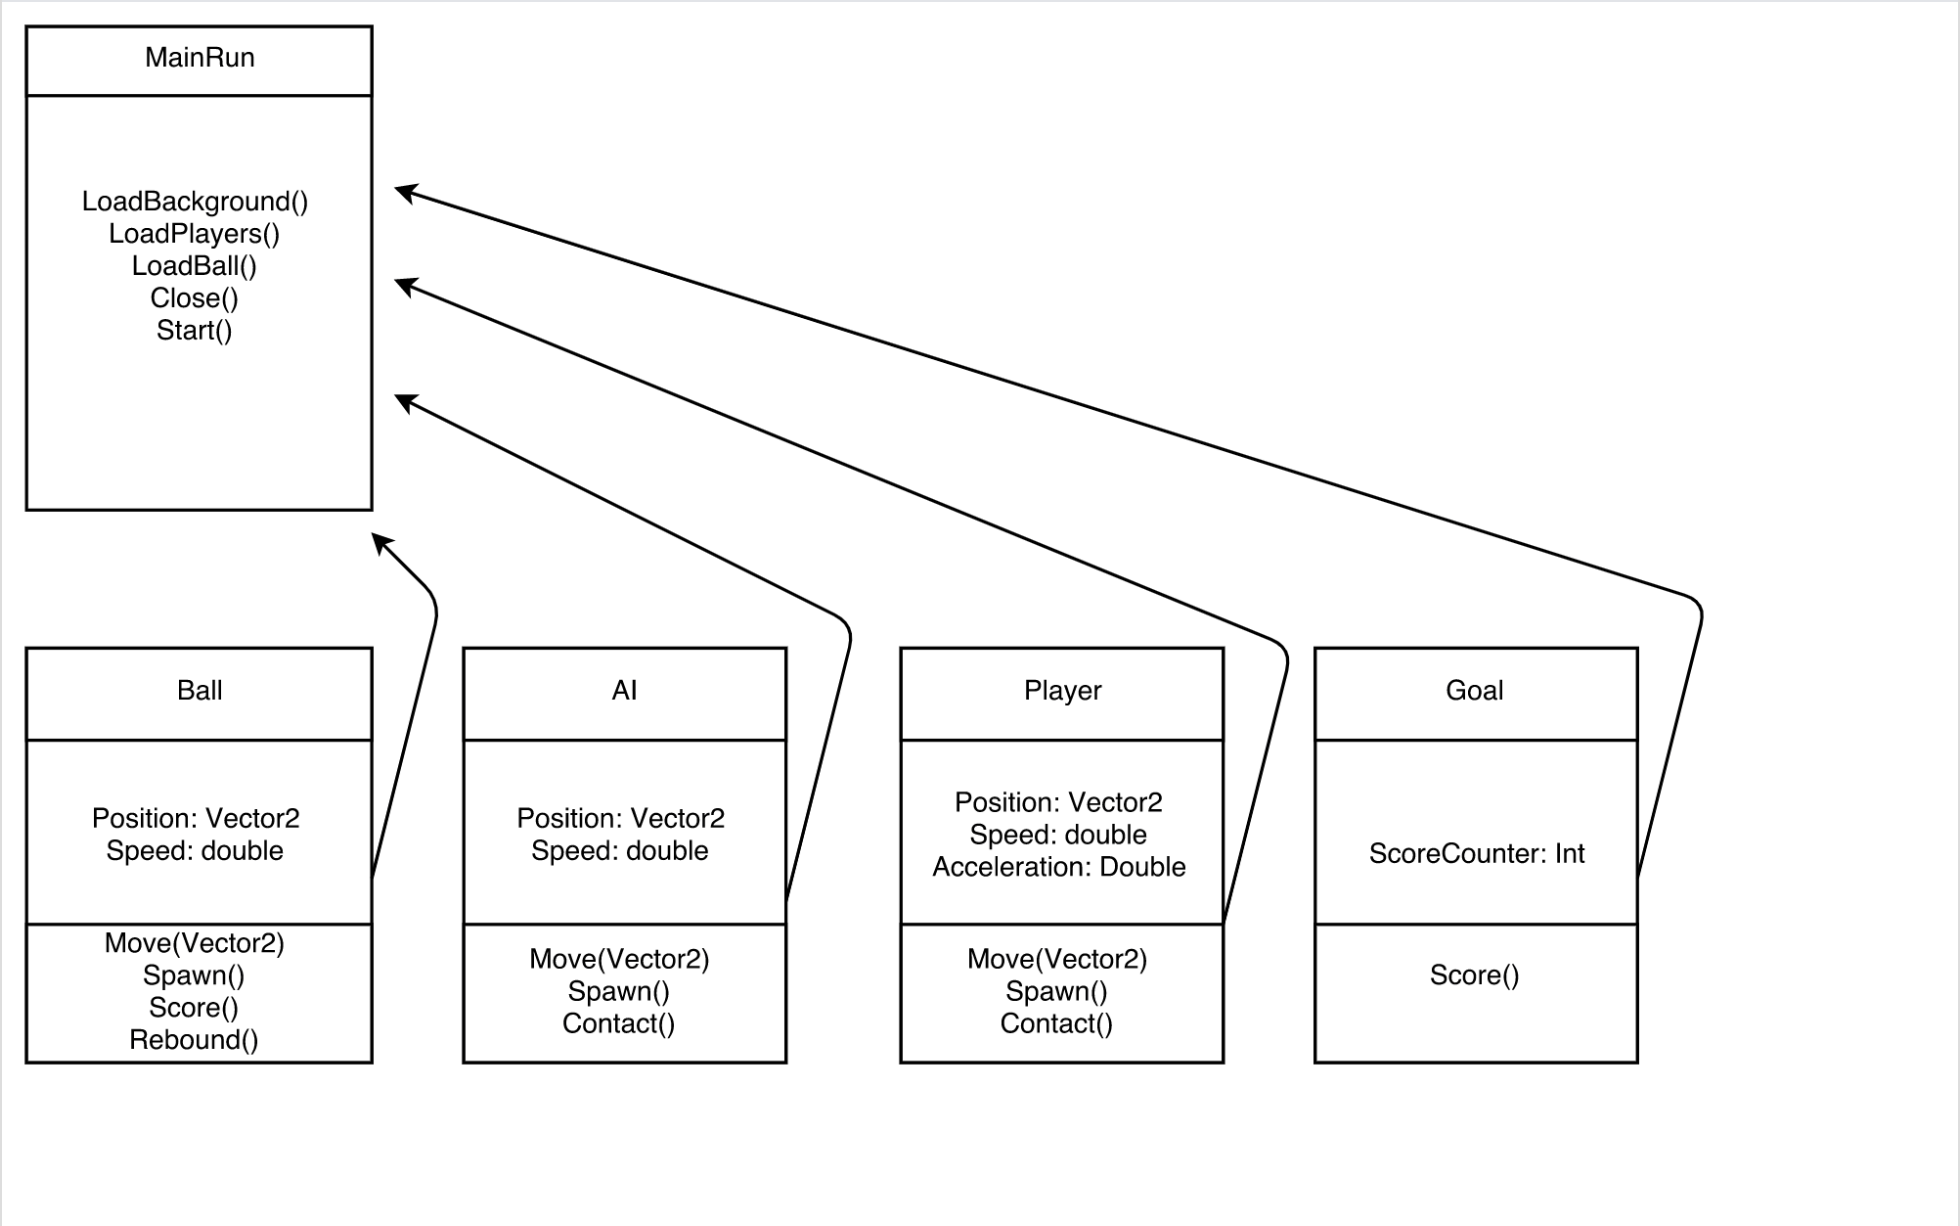 MainRun
LoadBackground()
LoadPlayers()
LoadBall()
Close()
Start()
Ball
Position: Vector2
Speed: double
Move(Vector2)
Spawn()
Score()
Rebound()
AI
Position: Vector2
Speed: double
Move(Vector2)
Spawn()
Contact()
Player
Position: Vector2
Speed: double
Acceleration: Double
Move(Vector2)
Spawn()
Contact()
Goal
ScoreCounter: Int
Score()